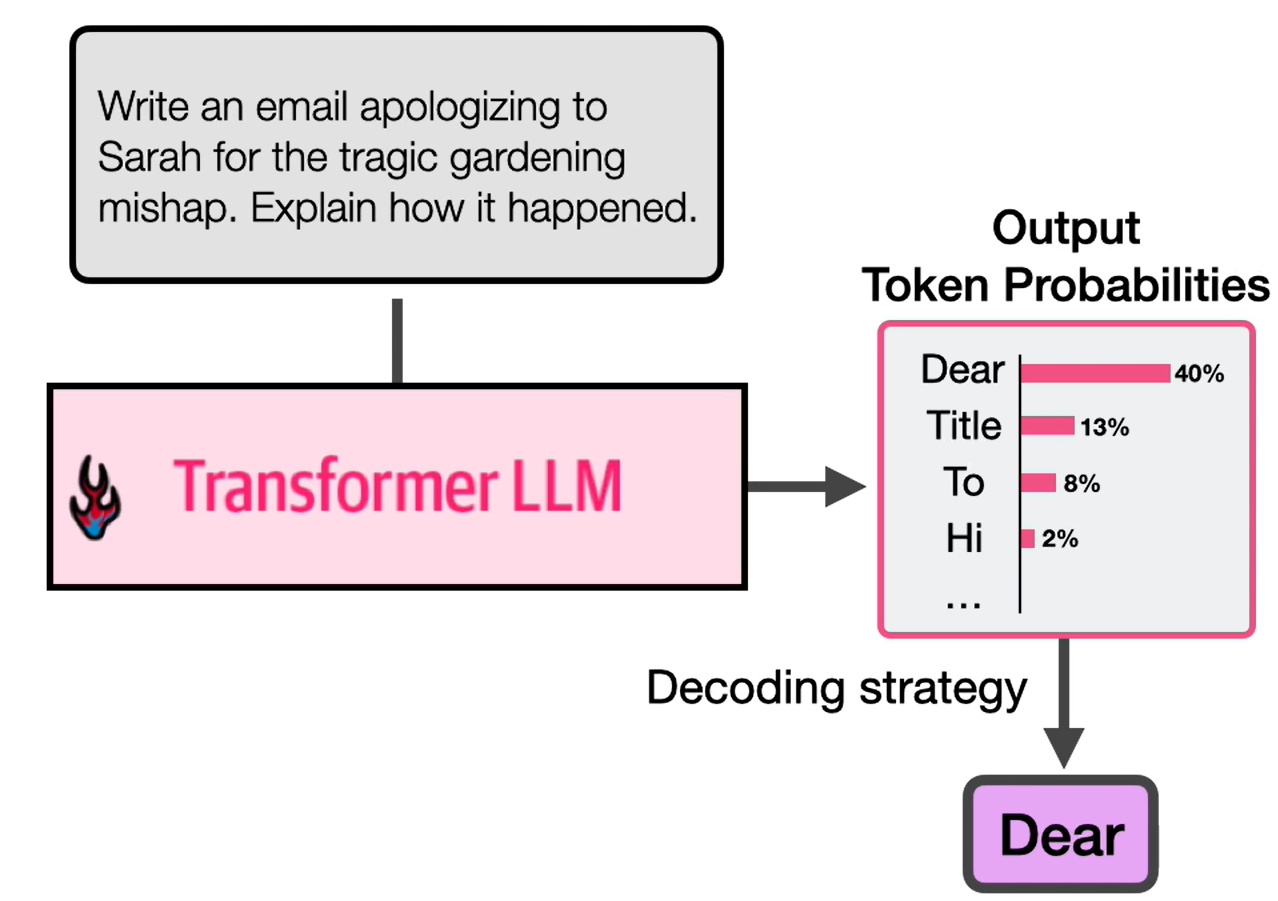 Write an email apologizing to
Sarah for the tragic gardening
mishap. Explain how it happened.
Transformer LLM
Output
Token Probabilities
Dear 40%
Title 13%
To 8%
Hi 2%
...
Decoding strategy
Dear